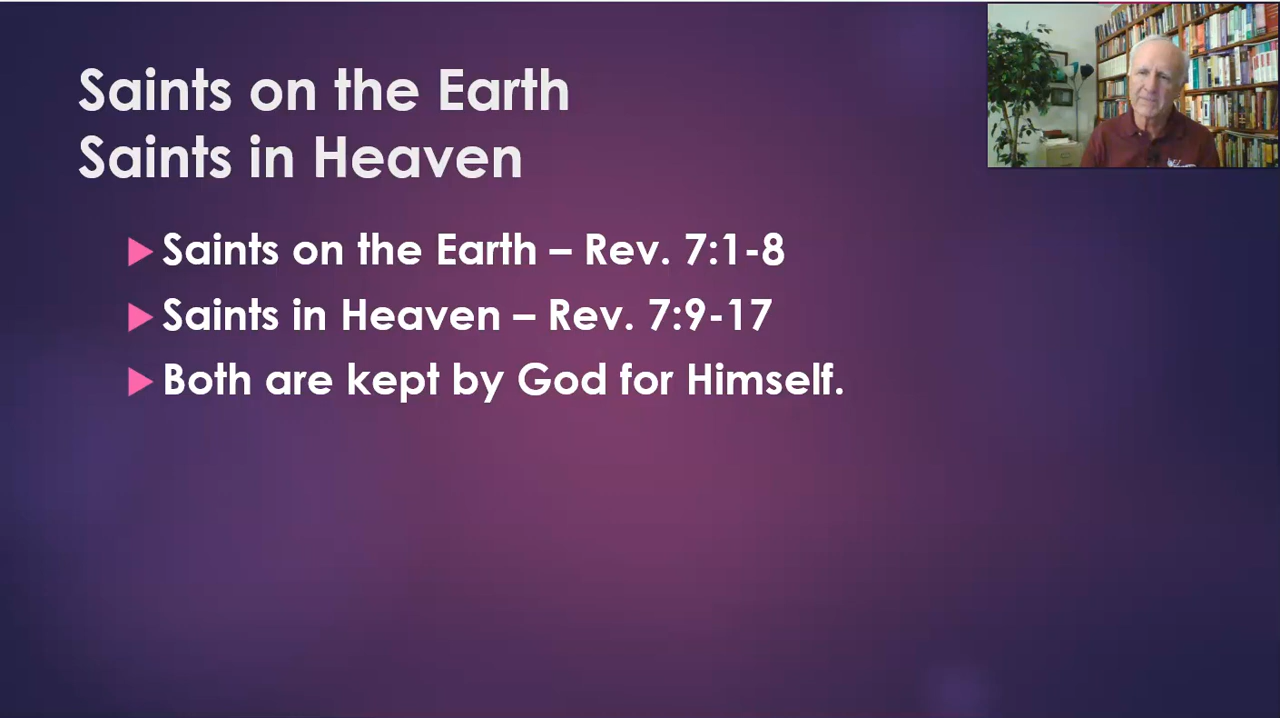 Saints on the Earth
Saints in Heaven
Saints on the Earth – Rev. 7:1-8
Saints in Heaven – Rev. 7:9-17
Both are kept by God for Himself.